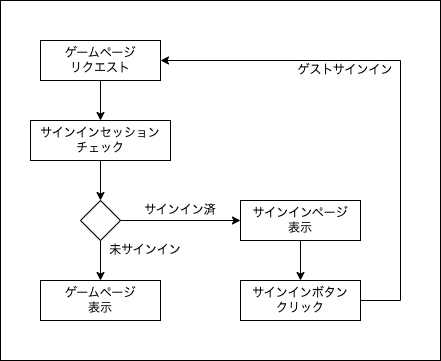 ゲームページ
リクエスト
ゲストサインイン
サインインセッション
チェック
サインイン済
サインインページ
表示
未サインイン
ゲームページ
表示
サインインボタン
クリック